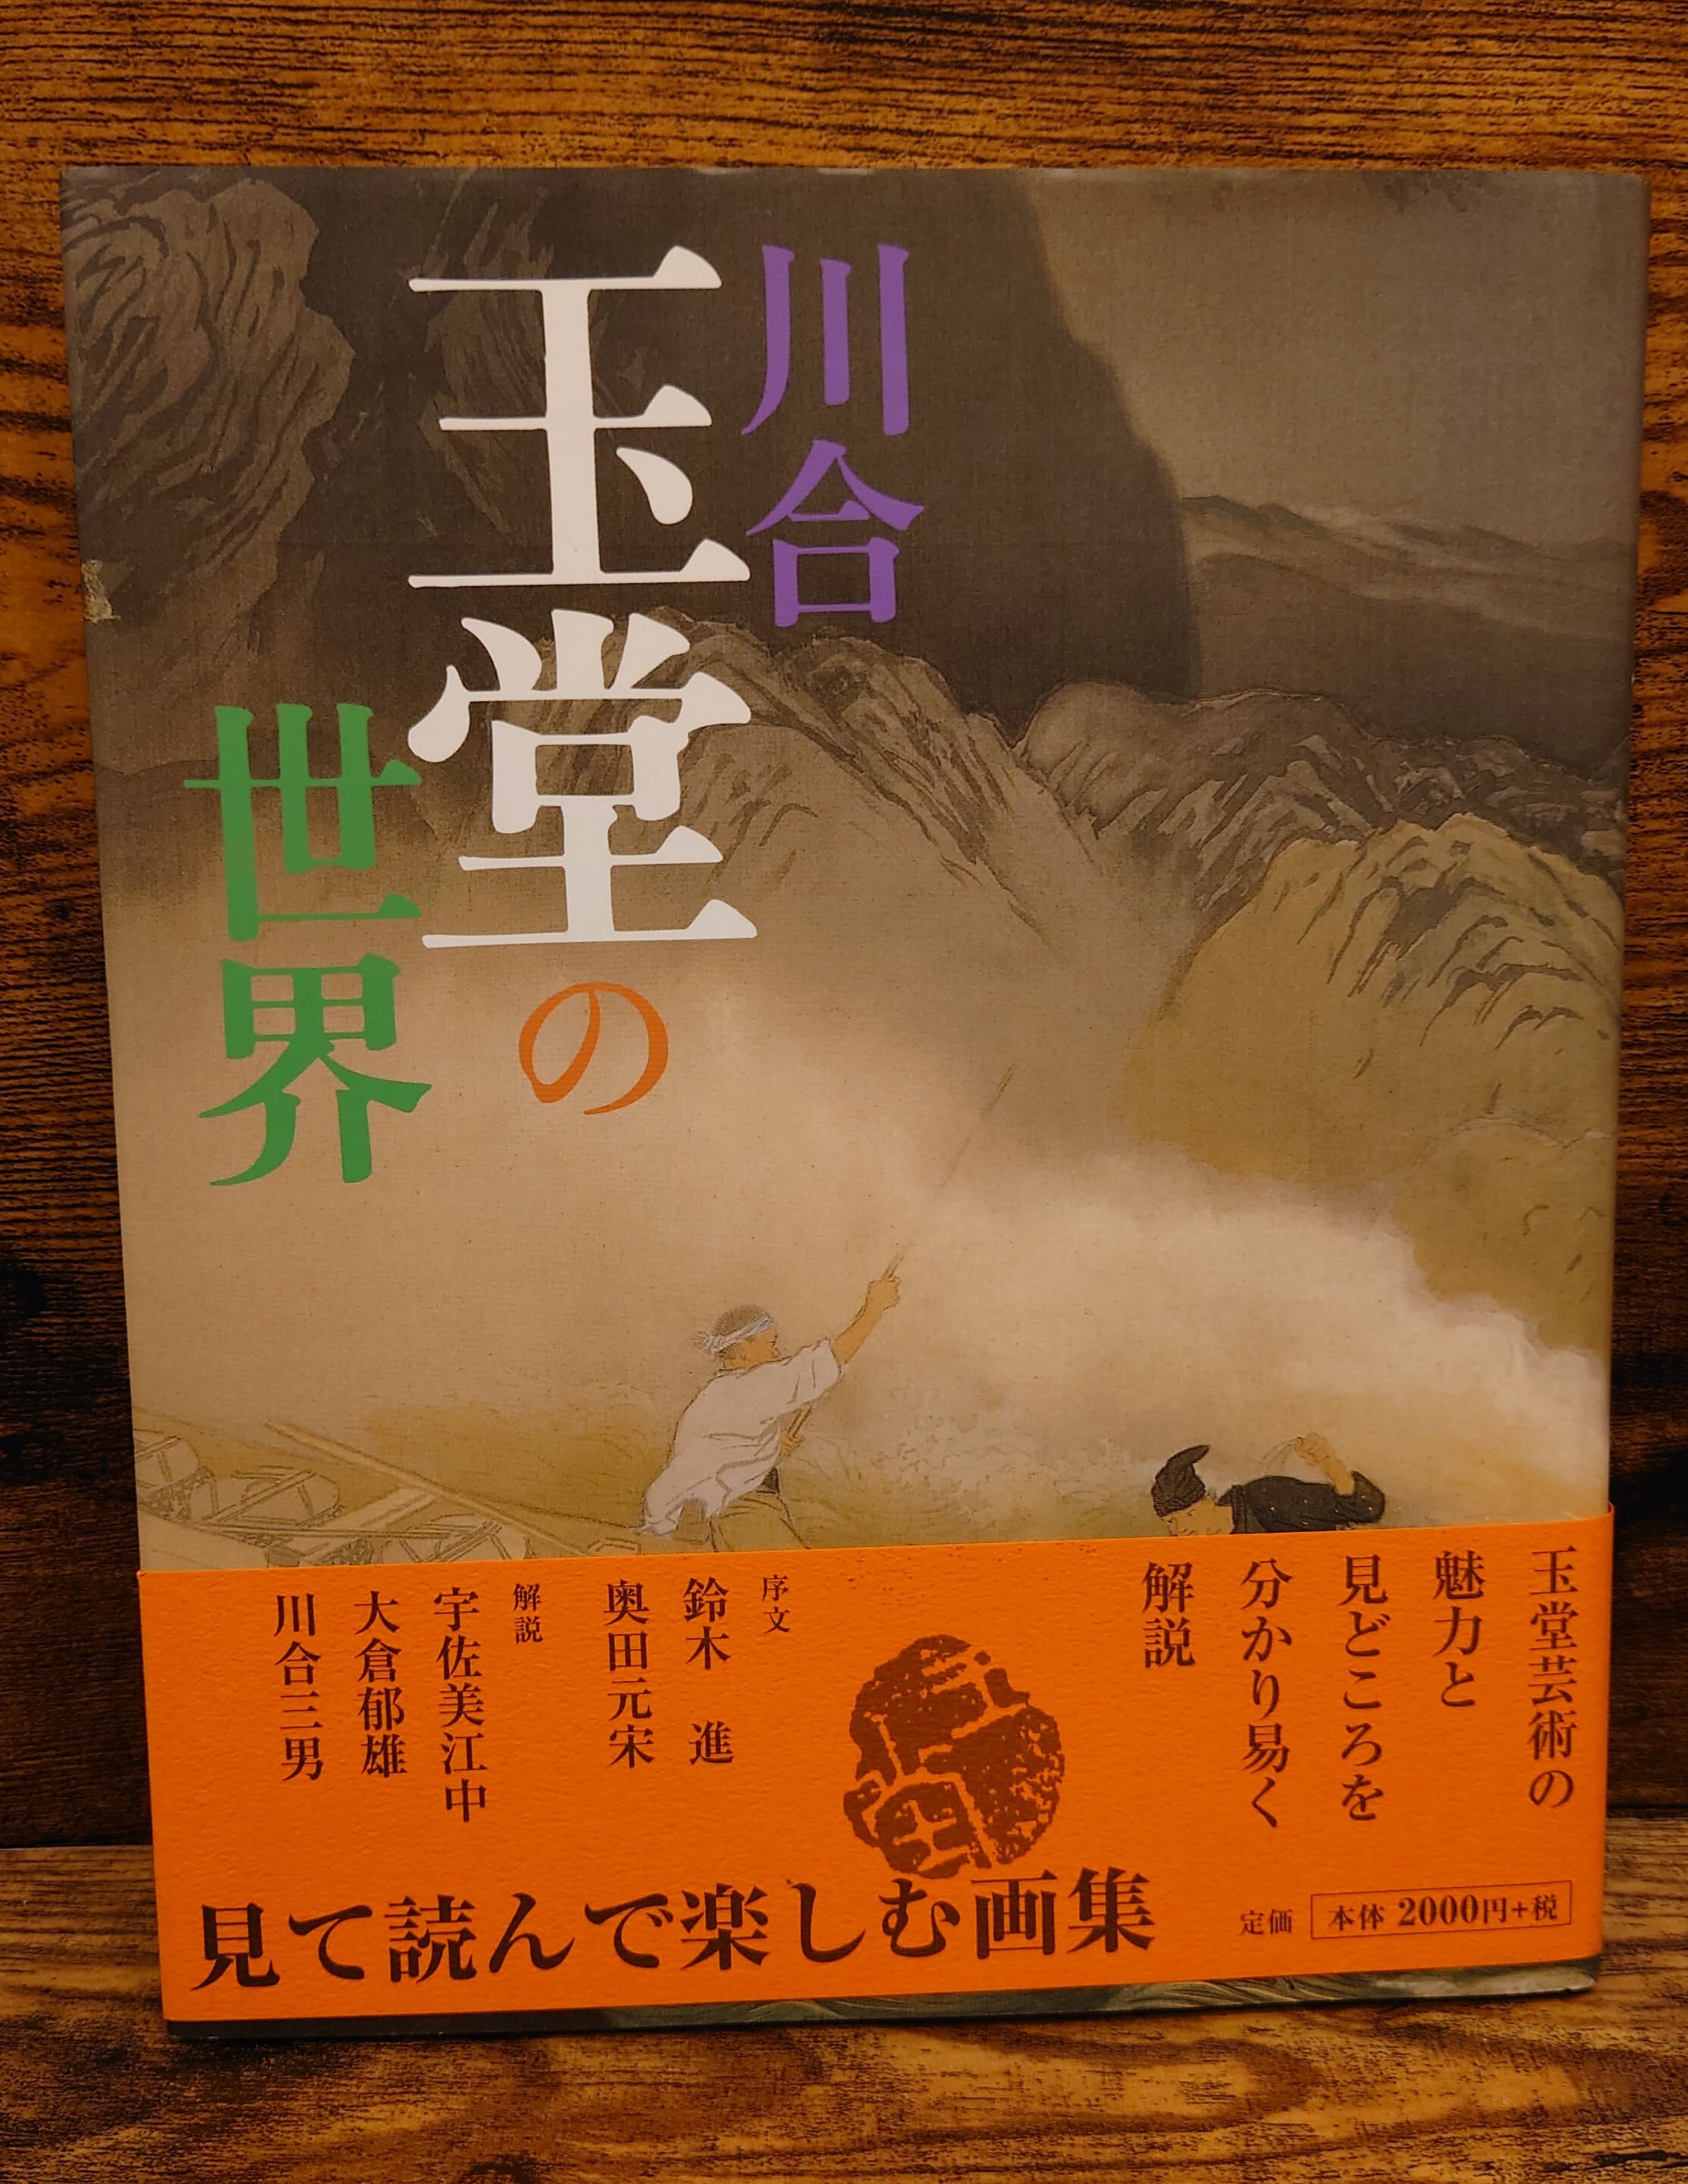 川合
玉堂の
世界
玉堂芸術の
魅力と
見どころを
分かり易く
解説
序文
鈴木 進
奥田元宋
解説
宇佐美江中
大倉郁雄
川合三男
見て読んで楽しむ画集
定価 本体 2000円+税